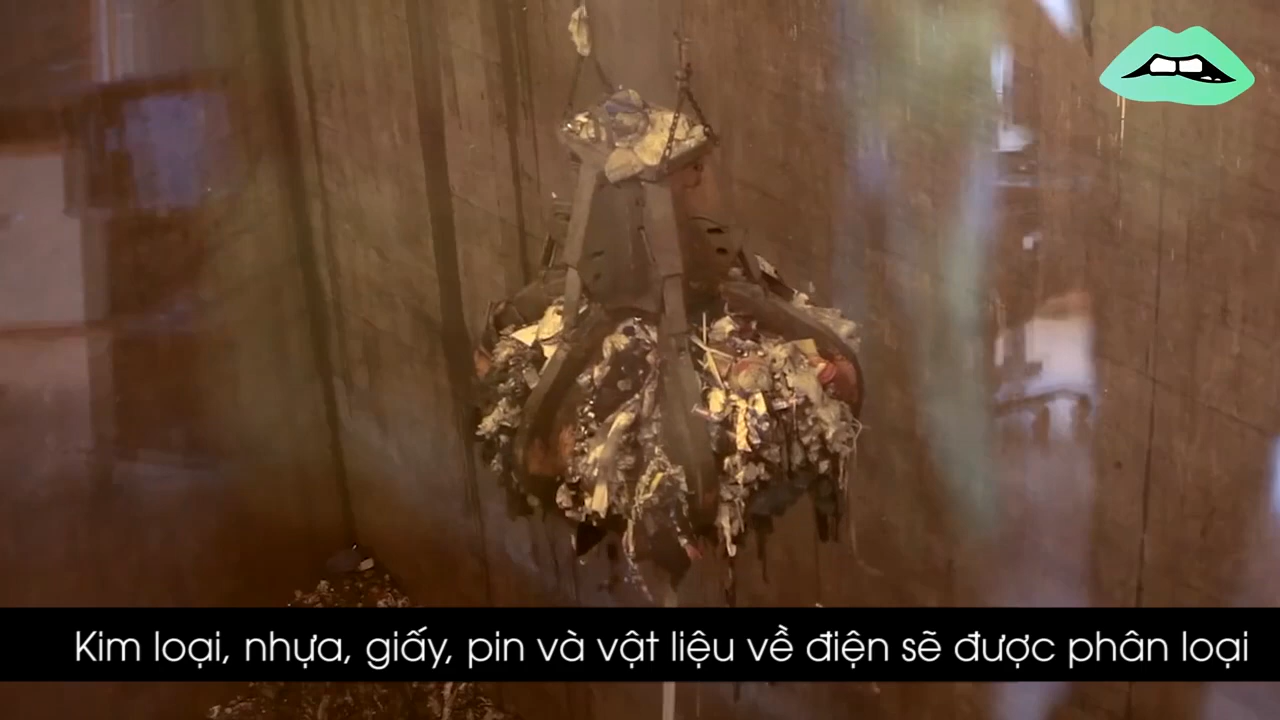 Kim loại, nhựa, giấy, pin và vật liệu về điện sẽ được phân loại